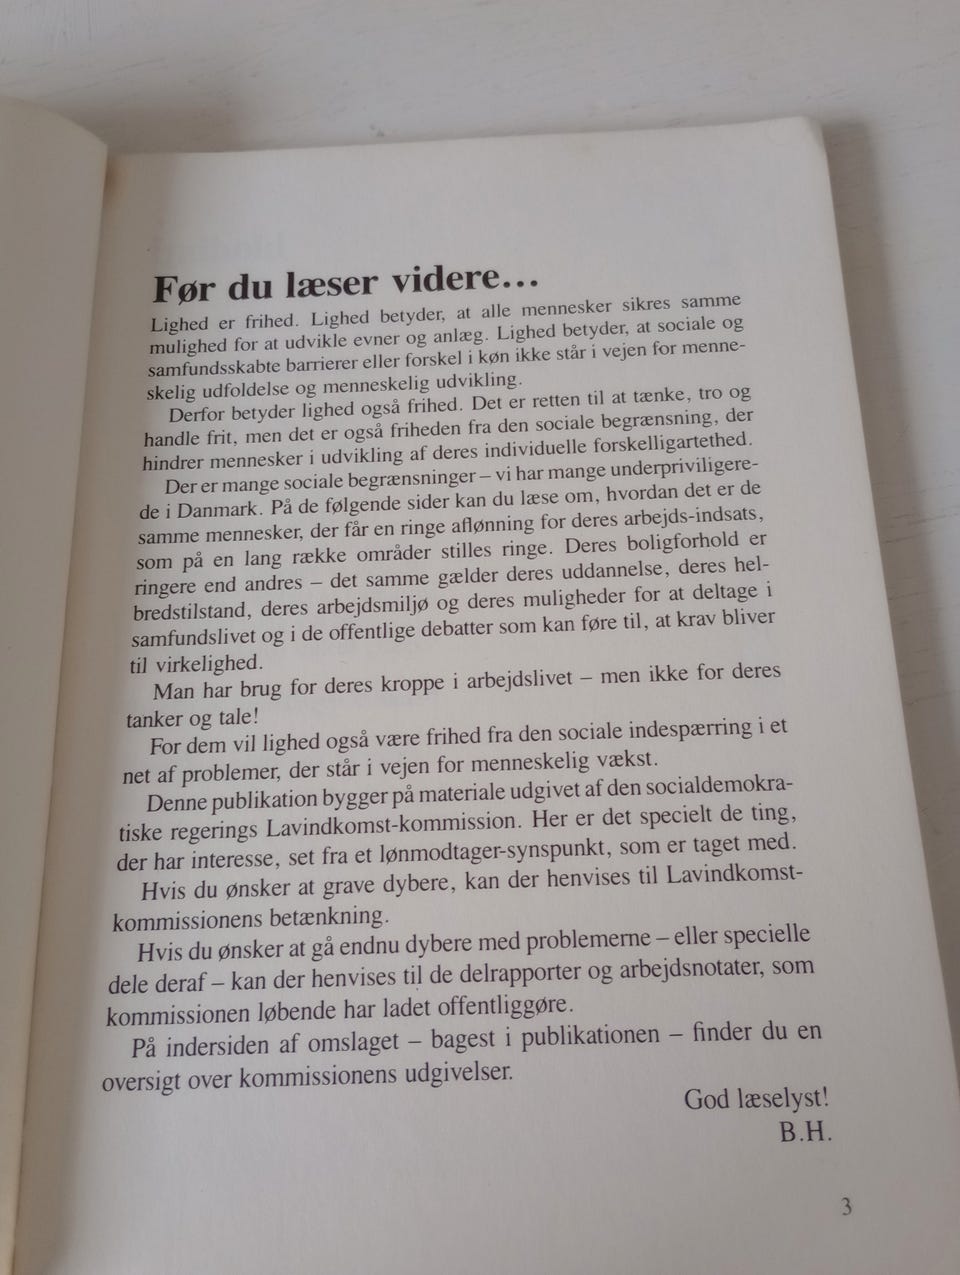 Før du læser videre...
Lighed er frihed. Lighed betyder, at alle mennesker sikres samme
mulighed for at udvikle evner og anlæg. Lighed betyder, at sociale og
samfundsskabte barrierer eller forskel i køn ikke står i vejen for menne-
skelig udfoldelse og menneskelig udvikling.
Derfor betyder lighed også frihed. Det er retten til at tænke, tro og
handle frit, men det er også friheden fra den sociale begrænsning, der
hindrer mennesker i udvikling af deres individuelle forskelligartethed.
Der er mange sociale begrænsninger – vi har mange underpriviligere-
de i Danmark. På de følgende sider kan du læse om, hvordan det er de
samme mennesker, der får en ringe aflønning for deres arbejds-indsats,
som på en lang række områder stilles ringe. Deres boligforhold er
ringere end andres – det samme gælder deres uddannelse, deres hel-
bredstilstand, deres arbejdsmiljø og deres muligheder for at deltage i
samfundslivet og i de offentlige debatter som kan føre til, at krav bliver
til virkelighed.
Man har brug for deres kroppe i arbejdslivet – men ikke for deres
tanker og tale!
For dem vil lighed også være frihed fra den sociale indespærring i et
net af problemer, der står i vejen for menneskelig vækst.
Denne publikation bygger på materiale udgivet af den socialdemokra-
tiske regerings Lavindkomst-kommission. Her er det specielt de ting,
der har interesse, set fra et lønmodtager-synspunkt, som er taget med.
Hvis du ønsker at grave dybere, kan der henvises til Lavindkomst-
kommissionens betænkning.
Hvis du ønsker at gå endnu dybere med problemerne – eller specielle
dele deraf – kan der henvises til de delrapporter og arbejdsnotater, som
kommissionen løbende har ladet offentliggøre.
På indersiden af omslaget – bagest i publikationen – finder du en
oversigt over kommissionens udgivelser.
God læselyst!
B.H.
3